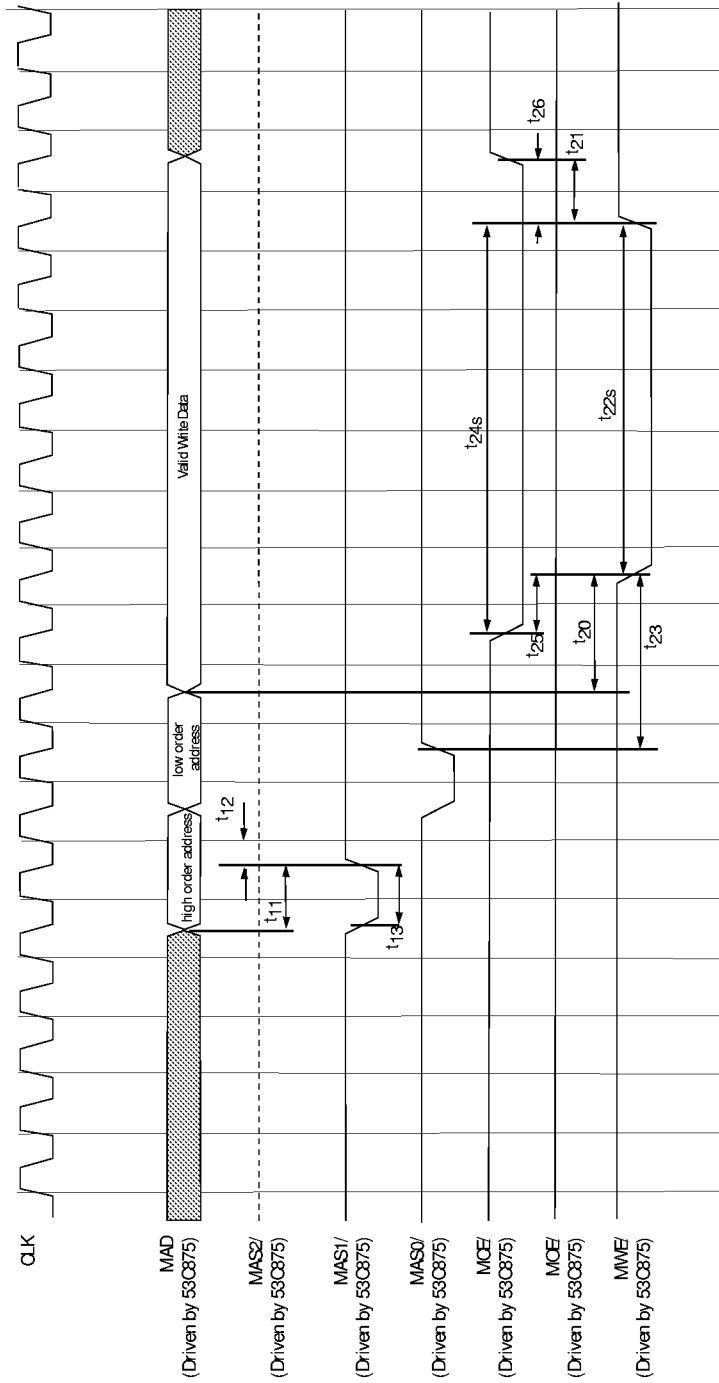 CLK
MAD
(Driven by 53C875)
high order address
low order
address
Valid Write Data
MAS2/
(Driven by 53C875)
t12
t11
MAS1/
(Driven by 53C875)
t13
MAS0/
(Driven by 53C875)
MCE/
(Driven by 53C875)
t24s
t25
t26
MOE/
(Driven by 53C875)
t20
t21
MWE/
(Driven by 53C875)
t22s
t23